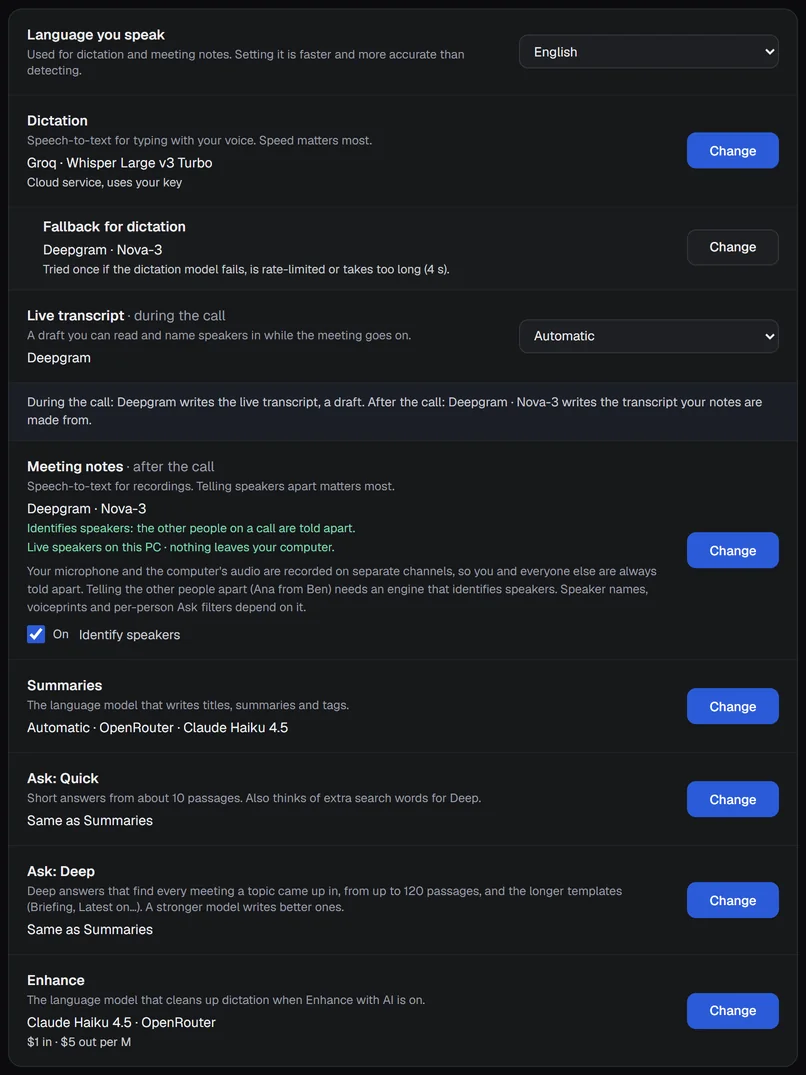 Language you speak
Used for dictation and meeting notes. Setting it is faster and more accurate than
detecting.
English
Dictation
Speech-to-text for typing with your voice. Speed matters most.
Groq · Whisper Large v3 Turbo
Cloud service, uses your key
Change
Fallback for dictation
Deepgram · Nova-3
Tried once if the dictation model fails, is rate-limited or takes too long (4 s).
Change
Live transcript · during the call
A draft you can read and name speakers in while the meeting goes on.
Deepgram
Automatic
During the call: Deepgram writes the live transcript, a draft. After the call: Deepgram · Nova-3 writes the transcript your notes are
made from.
Meeting notes · after the call
Speech-to-text for recordings. Telling speakers apart matters most.
Deepgram · Nova-3
Identifies speakers: the other people on a call are told apart.
Live speakers on this PC · nothing leaves your computer.
Your microphone and the computer's audio are recorded on separate channels, so you and everyone else are always
told apart. Telling the other people apart (Ana from Ben) needs an engine that identifies speakers. Speaker names,
voiceprints and per-person Ask filters depend on it.
On Identify speakers
Change
Summaries
The language model that writes titles, summaries and tags.
Automatic · OpenRouter · Claude Haiku 4.5
Change
Ask: Quick
Short answers from about 10 passages. Also thinks of extra search words for Deep.
Same as Summaries
Change
Ask: Deep
Deep answers that find every meeting a topic came up in, from up to 120 passages, and the longer templates
(Briefing, Latest on…). A stronger model writes better ones.
Same as Summaries
Change
Enhance
The language model that cleans up dictation when Enhance with AI is on.
Claude Haiku 4.5 · OpenRouter
$1 in · $5 out per M
Change